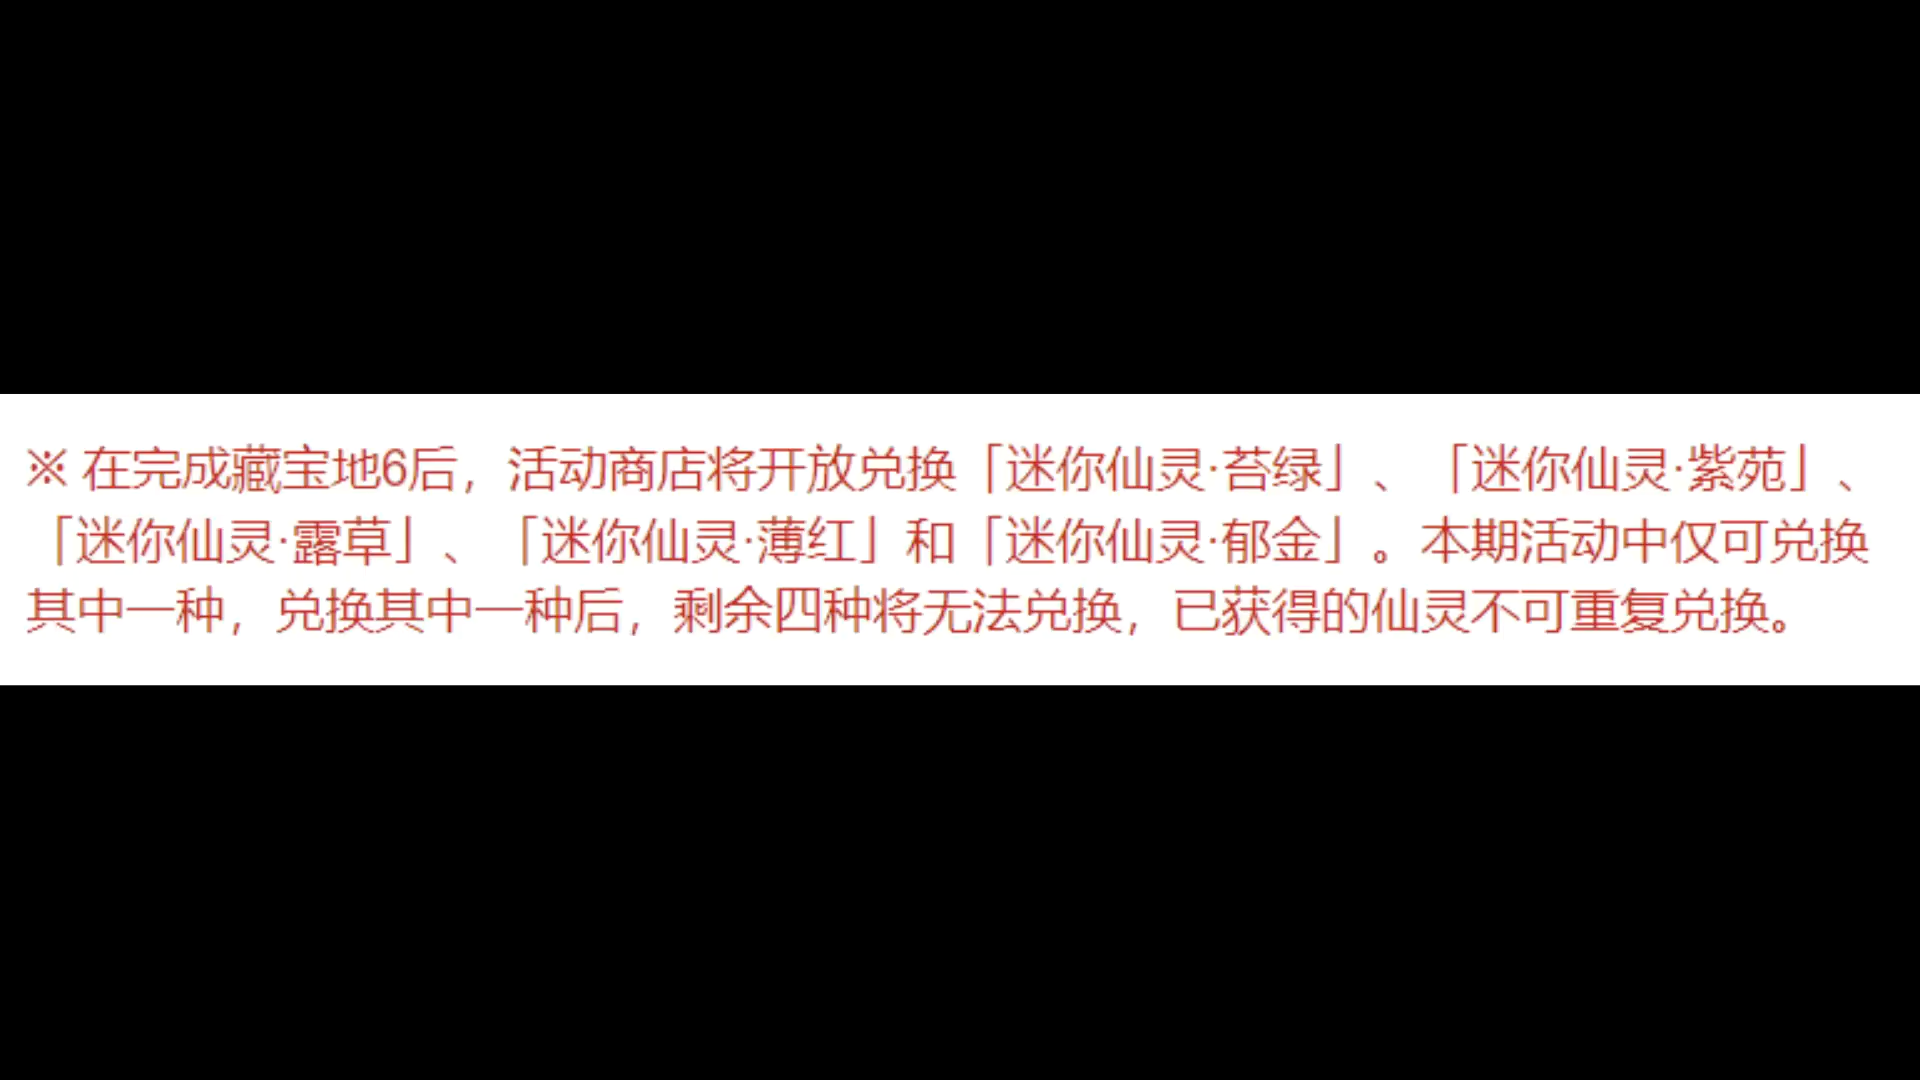 ※ 在完成藏宝地6后，活动商店将开放兑换「迷你仙灵·苔绿」、「迷你仙灵·紫苑」、
「迷你仙灵·露草」、「迷你仙灵·薄红」和「迷你仙灵·郁金」。本期活动中仅可兑换
其中一种，兑换其中一种后，剩余四种将无法兑换，已获得的仙灵不可重复兑换。